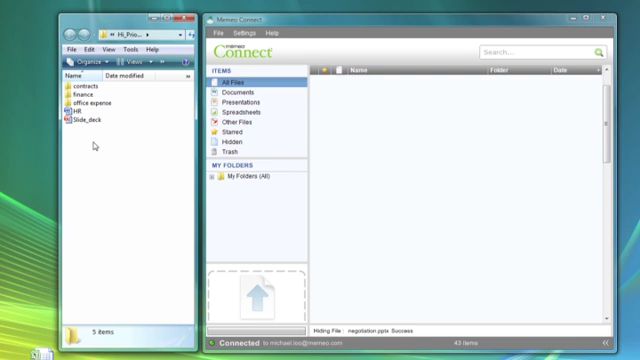 Hi_Prio...
File Edit View Tools Help
Organize Views
Name Date modified
contracts
finance
office expense
HR
Slide_deck
5 items
Memeo Connect
File Settings Help
memeo
Connect
Search...
ITEMS
All Files
Documents
Presentations
Spreadsheets
Other Files
Starred
Hidden
Trash
MY FOLDERS
My Folders (All)
Name Folder Date
Hiding File : negotiation.pptx Success
Connected to michael.loo@memeo.com 43 items